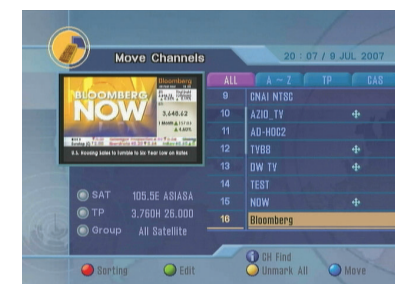 Move Channels
20 : 07 / 9 JUL 2007
ALL
A ~ Z
TP
CAS
Bloomberg
BLOOMBERG
NOW
3,648.62
U.S. Housing Sales to Tumble to Six Year Low on Rates
9 CNAI NTSC
10 AZIO_TV
11 AD-HOC2
12 TYBB
13 DW TV
14 TEST
15 NOW
16 Bloomberg
SAT 105.5E ASIASA
TP 3,760H 26,000
Group All Satellite
CH Find
Sorting
Edit
Unmark All
Move